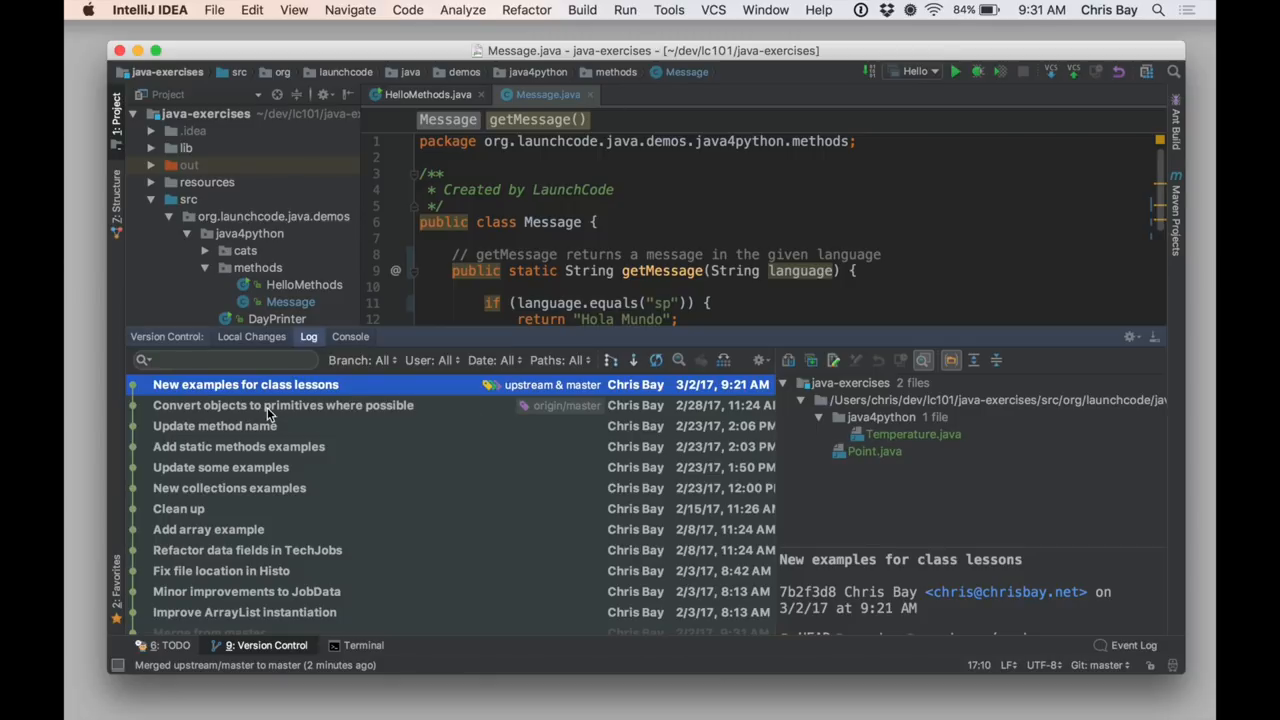 IntelliJ IDEA File Edit View Navigate Code Analyze Refactor Build Run Tools VCS Window Help 84% 9:31 AM Chris Bay
Message.java - java-exercises - [~/dev/lc101/java-exercises]
java-exercises src org launchcode java demos java4python methods Message Hello VCS VCS
1: Project
7: Structure
2: Favorites
Project
java-exercises ~/dev/lc101/java-e
.idea
lib
out
resources
src
org.launchcode.java.demos
java4python
cats
methods
HelloMethods
Message
DayPrinter
HelloMethods.java Message.java
Message getMessage()
1 package org.launchcode.java.demos.java4python.methods;
2
3 /**
4 * Created by LaunchCode
5 */
6 public class Message {
7
8 // getMessage returns a message in the given language
9 @ public static String getMessage(String language) {
10
11 if (language.equals("sp")) {
12 return "Hola Mundo";
Ant Build
Maven Projects
Version Control: Local Changes Log Console
Branch: All User: All Date: All Paths: All
New examples for class lessons upstream & master Chris Bay 3/2/17, 9:21 AM
Convert objects to primitives where possible origin/master Chris Bay 2/28/17, 11:24 A
Update method name Chris Bay 2/23/17, 2:06 PM
Add static methods examples Chris Bay 2/23/17, 2:03 PM
Update some examples Chris Bay 2/23/17, 1:50 PM
New collections examples Chris Bay 2/23/17, 12:00 P
Clean up Chris Bay 2/15/17, 11:26 A
Add array example Chris Bay 2/8/17, 11:24 AM
Refactor data fields in TechJobs Chris Bay 2/8/17, 11:24 AM
Fix file location in Histo Chris Bay 2/3/17, 8:42 AM
Minor improvements to JobData Chris Bay 2/3/17, 8:13 AM
Improve ArrayList instantiation Chris Bay 2/3/17, 8:13 AM
Merge from master Chris Bay 2/2/17, 9:31 AM
java-exercises 2 files
/Users/chris/dev/lc101/java-exercises/src/org/launchcode/jav
java4python 1 file
Temperature.java
Point.java
New examples for class lessons
7b2f3d8 Chris Bay <chris@chrisbay.net> on
3/2/17 at 9:21 AM
6: TODO 9: Version Control Terminal Event Log
Merged upstream/master to master (2 minutes ago) 17:10 LF UTF-8 Git: master